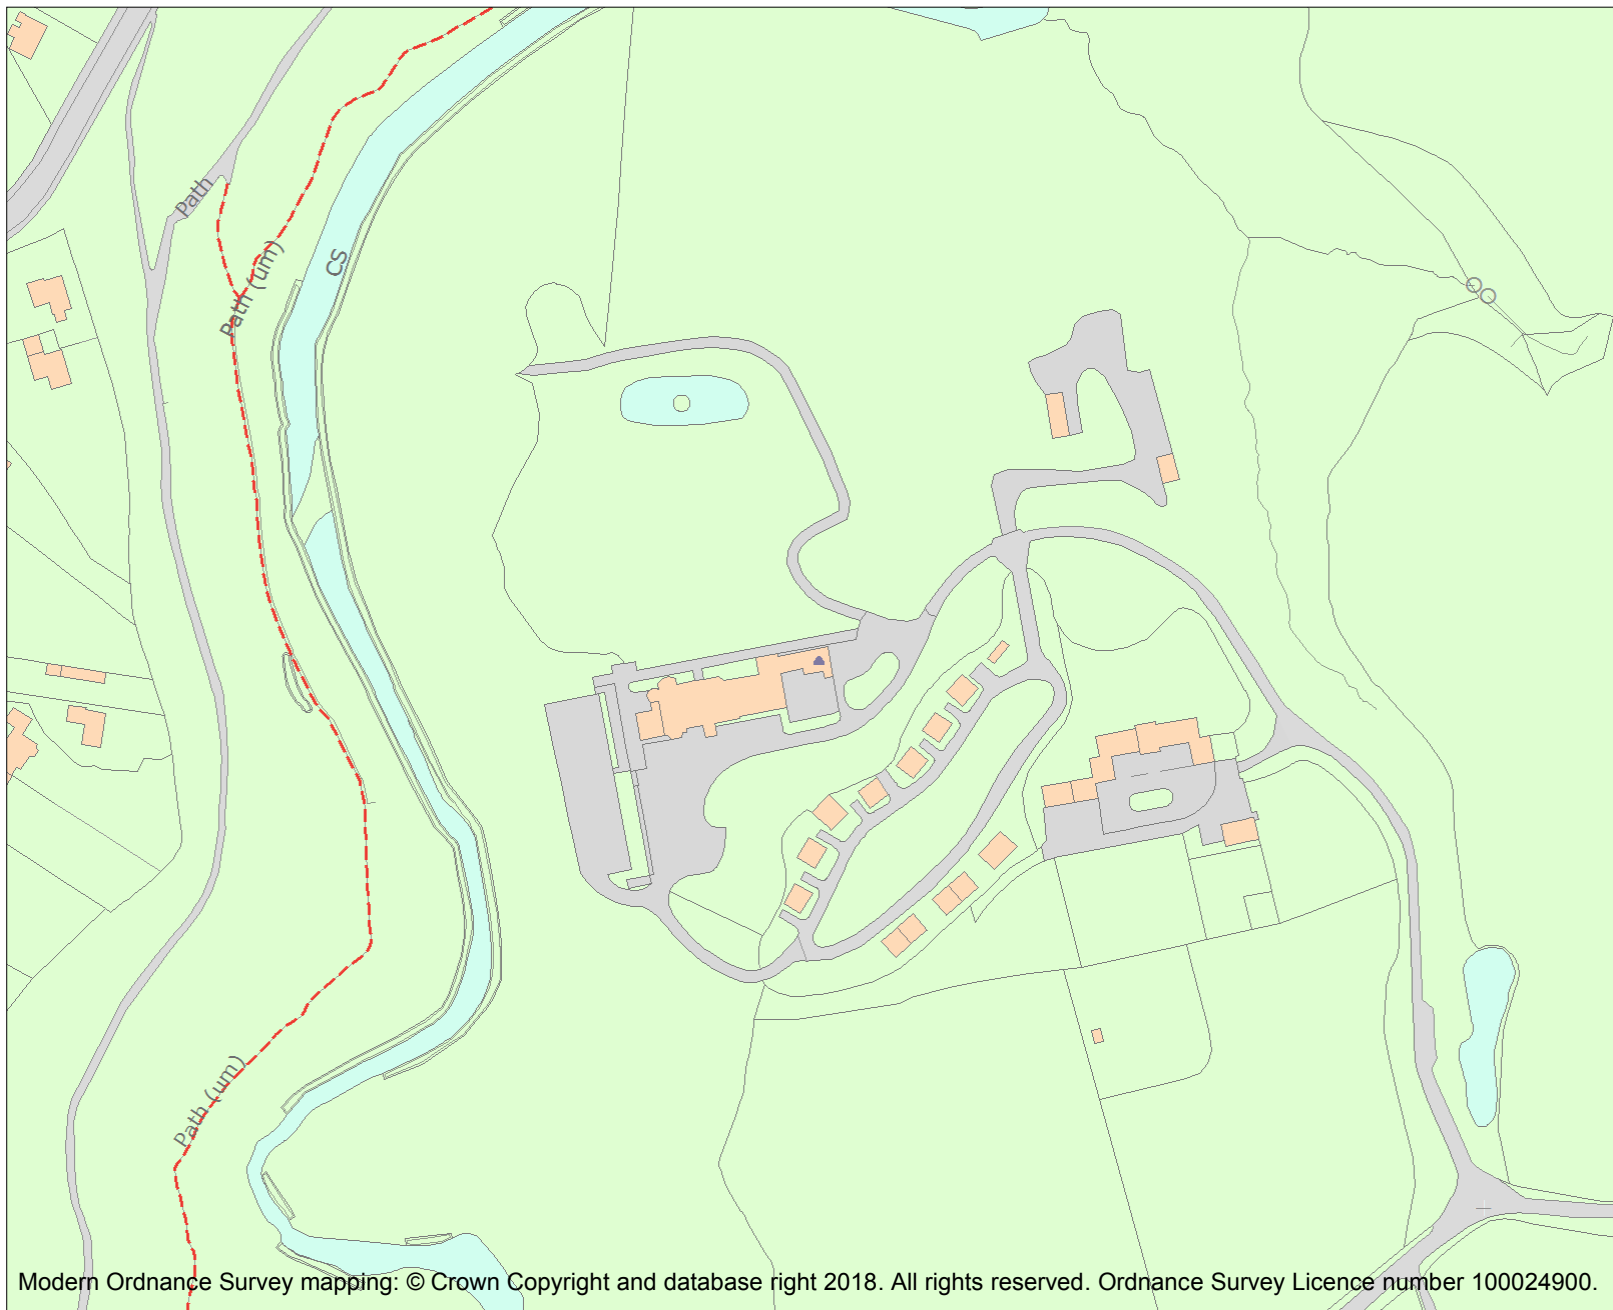 Path
Path (um)
CS
Path (um)
Modern Ordnance Survey mapping: © Crown Copyright and database right 2018. All rights reserved. Ordnance Survey Licence number 100024900.